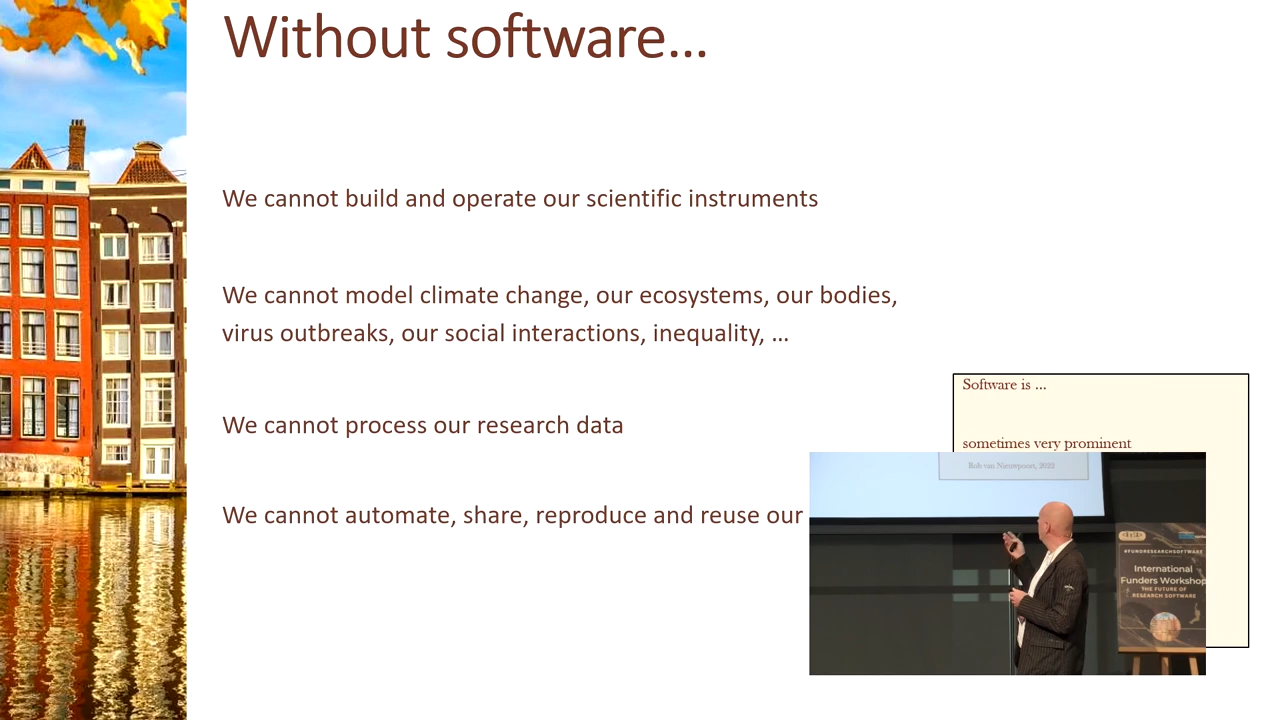 Without software...
We cannot build and operate our scientific instruments
We cannot model climate change, our ecosystems, our bodies,
virus outbreaks, our social interactions, inequality, ...
We cannot process our research data
We cannot automate, share, reproduce and reuse our
Software is ...
sometimes very prominent
Rob van Nieuwpoort, 2022
#FUNDRESEARCHSOFTWARE
International
Funders Workshop
THE FUTURE OF
RESEARCH SOFTWARE